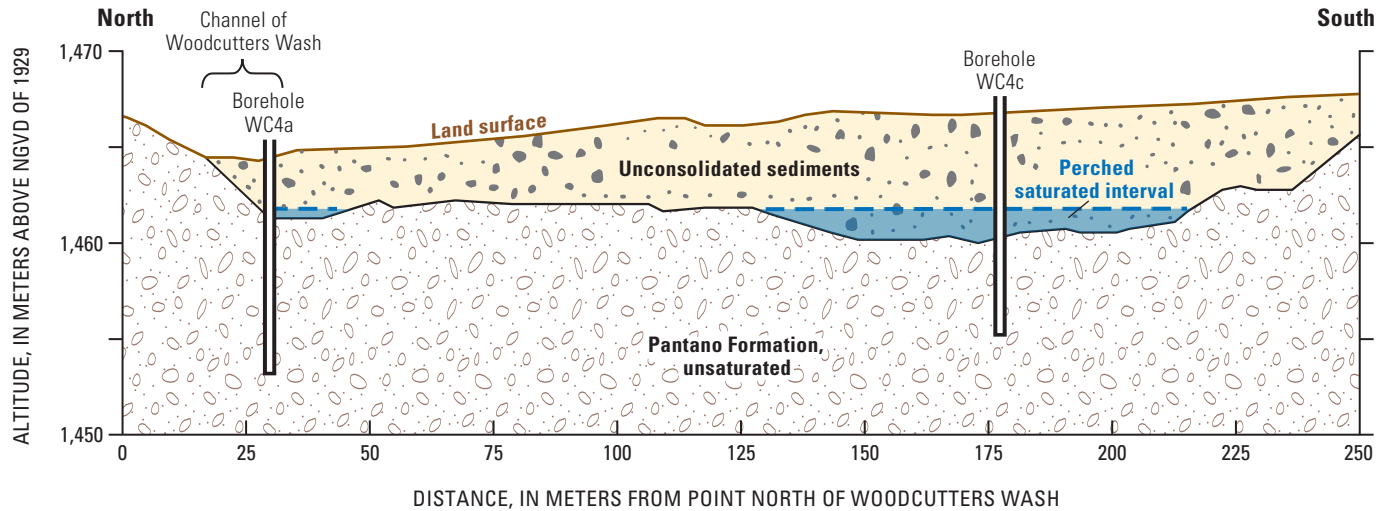 North
Channel of
Woodcutters Wash
South
1,470
Borehole
WC4a
Borehole
WC4c
Land surface
Unconsolidated sediments
Perched
saturated interval
1,460
Pantano Formation,
unsaturated
1,450
ALTITUDE, IN METERS ABOVE NGVD OF 1929
0 25 50 75 100 125 150 175 200 225 250
DISTANCE, IN METERS FROM POINT NORTH OF WOODCUTTERS WASH